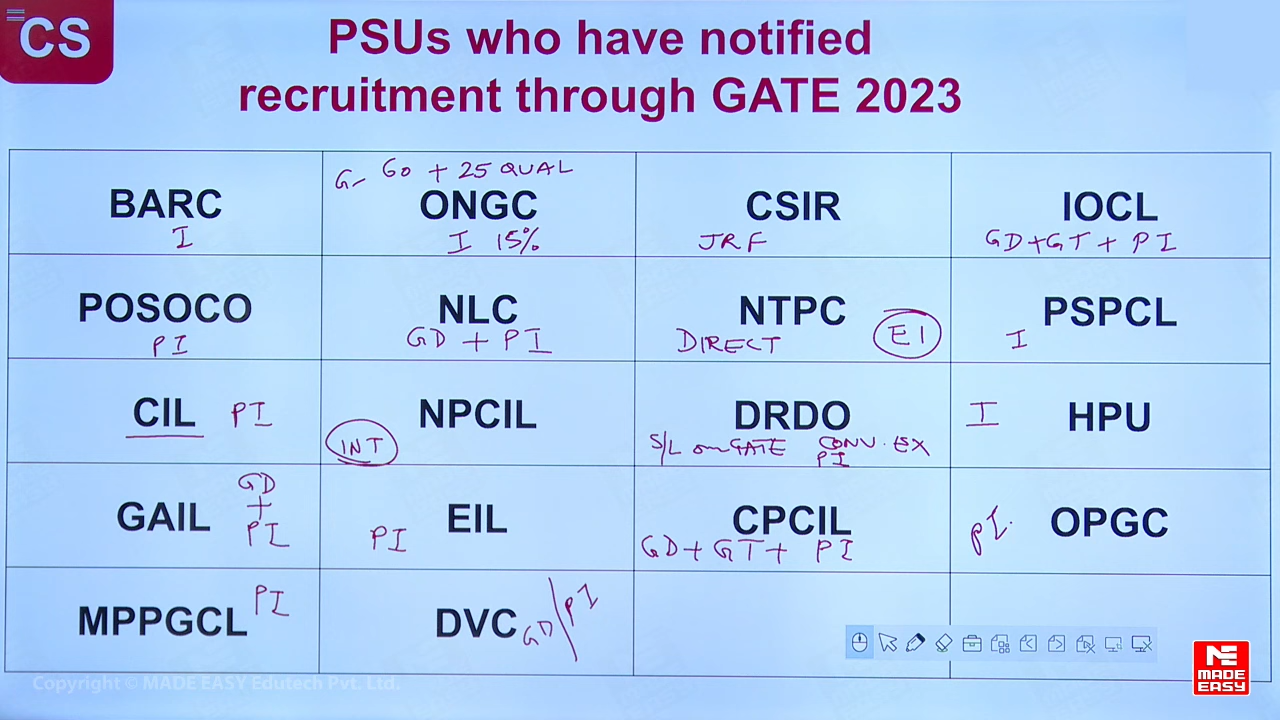 CS
PSUs who have notified
recruitment through GATE 2023
G- 60 + 25 QUAL
BARC
I
ONGC
I 15%
CSIR
JRF
IOCL
GD+GT + PI
POSOCO
PI
NLC
GD + PI
NTPC
DIRECT
EI
PSPCL
I
CIL PI
NPCIL
INT
DRDO
S/L on GATE CONV. EX
PI
I HPU
GAIL
GD
+
PI
EIL
PI
CPCIL
GD+GT+ PI
PI. OPGC
MPPGCL PI
DVC GD/PI
Copyright © MADE EASY Edutech Pvt. Ltd.
ME
MADE
EASY